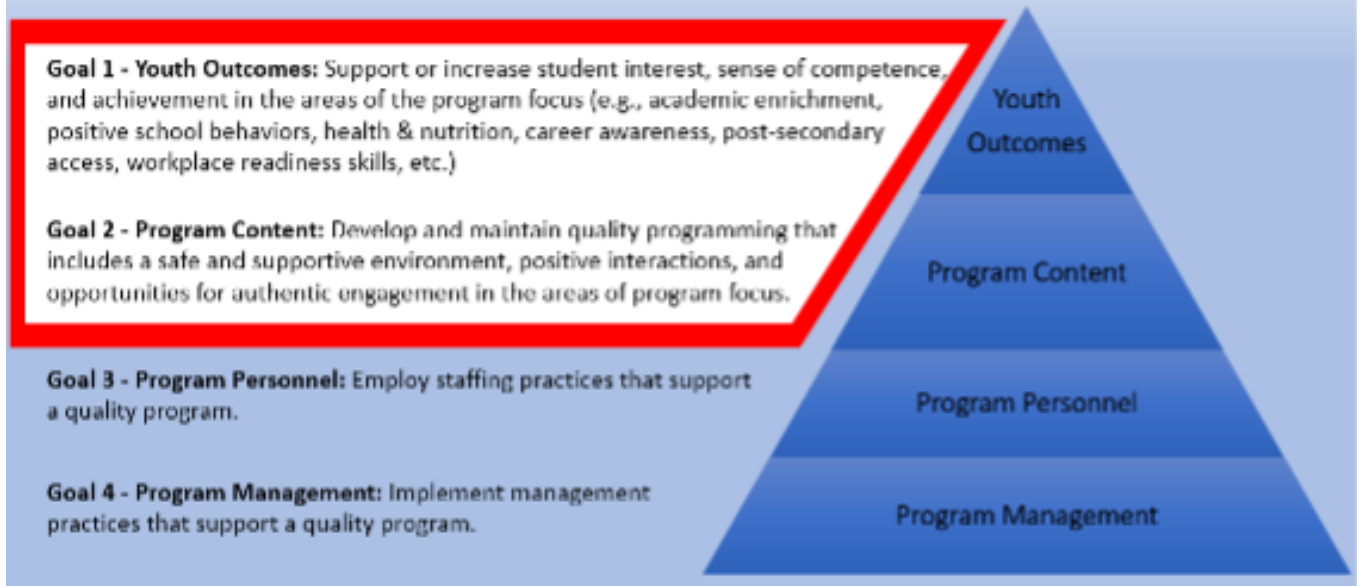 Goal 1 - Youth Outcomes: Support or increase student interest, sense of competence,
and achievement in the areas of the program focus (e.g., academic enrichment,
positive school behaviors, health & nutrition, career awareness, post-secondary
access, workplace readiness skills, etc.)
Goal 2 - Program Content: Develop and maintain quality programming that
includes a safe and supportive environment, positive interactions, and
opportunities for authentic engagement in the areas of program focus.
Goal 3 - Program Personnel: Employ staffing practices that support
a quality program.
Goal 4 - Program Management: Implement management
practices that support a quality program.
Youth
Outcomes
Program Content
Program Personnel
Program Management